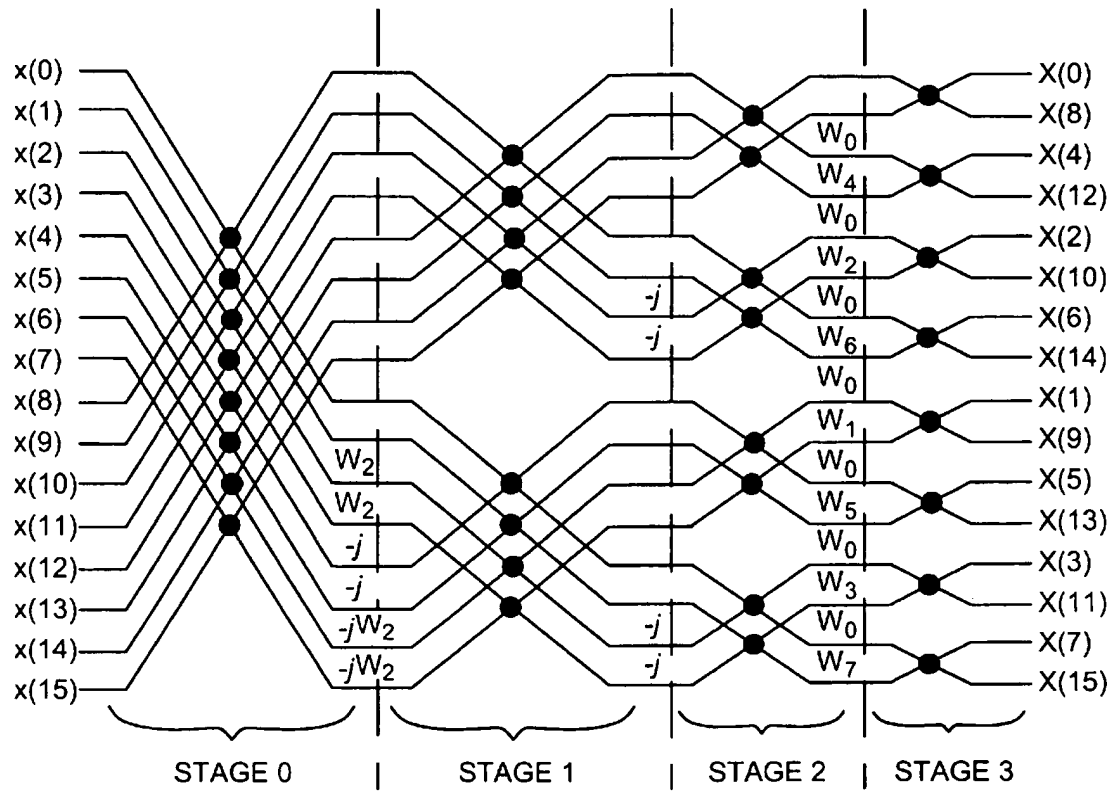 x(0)
x(1)
x(2)
x(3)
x(4)
x(5)
x(6)
x(7)
x(8)
x(9)
x(10)
x(11)
x(12)
x(13)
x(14)
x(15)
W2
W2
-j
-j
-jW2
-jW2
-j
-j
-j
-j
W0
W4
W0
W2
W0
W6
W0
W1
W0
W5
W0
W3
W0
W7
X(0)
X(8)
X(4)
X(12)
X(2)
X(10)
X(6)
X(14)
X(1)
X(9)
X(5)
X(13)
X(3)
X(11)
X(7)
X(15)
STAGE 0
STAGE 1
STAGE 2
STAGE 3